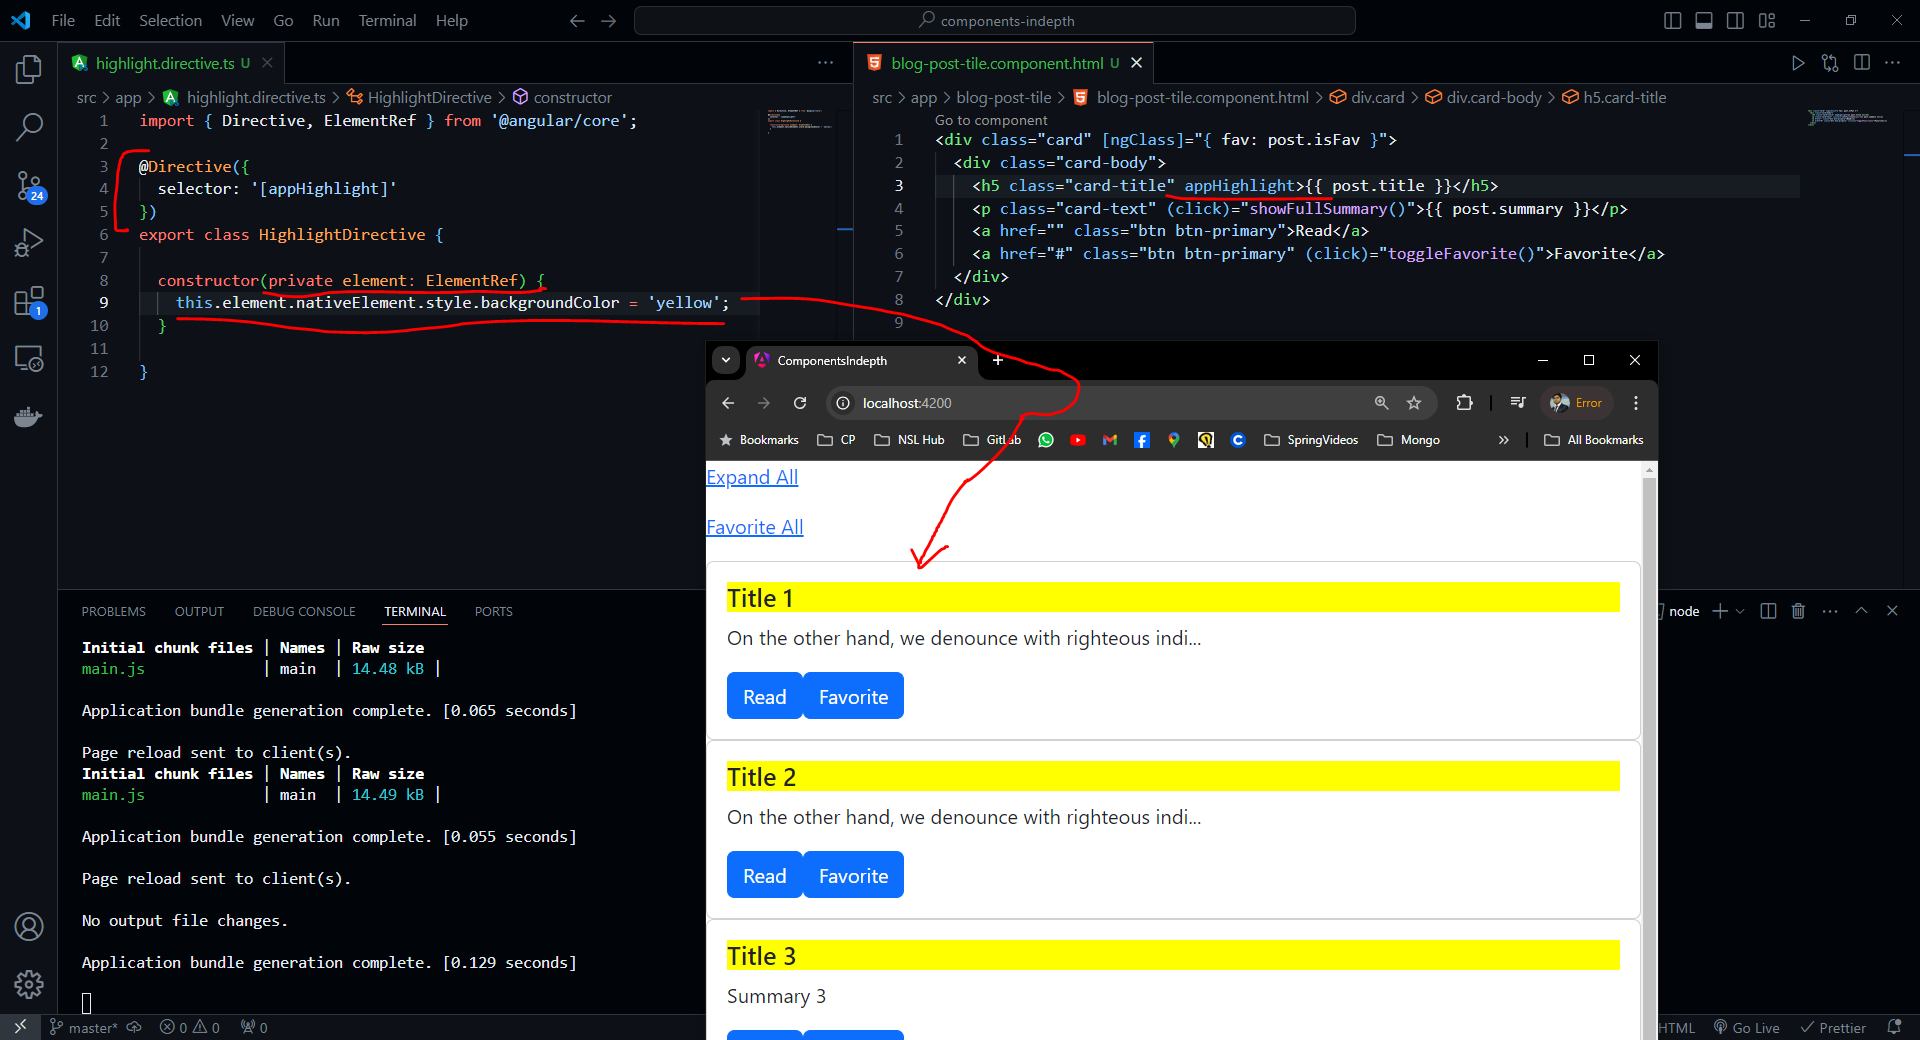 File Edit Selection View Go Run Terminal Help
components-indepth
highlight.directive.ts U
src > app > highlight.directive.ts > HighlightDirective > constructor
1 import { Directive, ElementRef } from '@angular/core';
2
3 @Directive({
4 selector: '[appHighlight]'
5 })
6 export class HighlightDirective {
7
8 constructor(private element: ElementRef) {
9 this.element.nativeElement.style.backgroundColor = 'yellow';
10 }
11
12 }
blog-post-tile.component.html U
src > app > blog-post-tile > blog-post-tile.component.html > div.card > div.card-body > h5.card-title
Go to component
1 <div class="card" [ngClass]="{ fav: post.isFav }">
2 <div class="card-body">
3 <h5 class="card-title" appHighlight>{{ post.title }}</h5>
4 <p class="card-text" (click)="showFullSummary()">{{ post.summary }}</p>
5 <a href="" class="btn btn-primary">Read</a>
6 <a href="#" class="btn btn-primary" (click)="toggleFavorite()">Favorite</a>
7 </div>
8 </div>
9
ComponentsIndepth
localhost:4200
Error
Bookmarks CP NSL Hub GitLab SpringVideos Mongo » All Bookmarks
Expand All
Favorite All
Title 1
On the other hand, we denounce with righteous indi...
Read Favorite
Title 2
On the other hand, we denounce with righteous indi...
Read Favorite
Title 3
Summary 3
PROBLEMS OUTPUT DEBUG CONSOLE TERMINAL PORTS
node
Initial chunk files | Names | Raw size
main.js | main | 14.48 kB |
Application bundle generation complete. [0.065 seconds]
Page reload sent to client(s).
Initial chunk files | Names | Raw size
main.js | main | 14.49 kB |
Application bundle generation complete. [0.055 seconds]
Page reload sent to client(s).
No output file changes.
Application bundle generation complete. [0.129 seconds]
24
1
master* 0 0 0
HTML Go Live Prettier